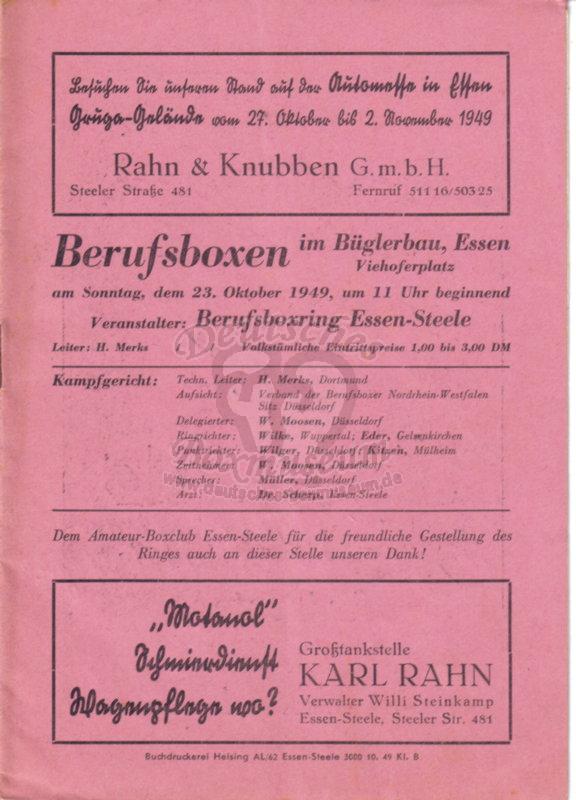 Besuchen Sie unseren Stand auf der Automesse in Essen
Gruga-Gelände vom 27. Oktober bis 2. November 1949
Rahn & Knubben G.m.b.H.
Steeler Straße 481 Fernruf 511 16/503 25
Berufsboxen im Büglerbau, Essen
Viehoferplatz
am Sonntag, dem 23. Oktober 1949, um 11 Uhr beginnend
Veranstalter: Berufsboxring Essen-Steele
Leiter: H. Merks Volkstümliche Eintrittspreise 1,00 bis 3,00 DM
Kampfgericht: Techn. Leiter: H. Merks, Dortmund
Aufsicht: Verband der Berufsboxer Nordrhein-Westfalen
Sitz Düsseldorf
Delegierter: W. Moosen, Düsseldorf
Ringrichter: Wilke, Wuppertal; Eder, Gelsenkirchen
Punktrichter: Wilger, Düsseldorf; Kitzen, Mülheim
Zeitnehmer: W. Moosen, Düsseldorf
Sprecher: Müller, Düsseldorf
Arzt: Dr. Scherp, Essen-Steele
Dem Amateur-Boxclub Essen-Steele für die freundliche Gestellung des
Ringes auch an dieser Stelle unseren Dank!
„Motanol"
Schmierdienst
Wagenpflege wo?
Großtankstelle
KARL RAHN
Verwalter Willi Steinkamp
Essen-Steele, Steeler Str. 481
Buchdruckerei Heising AL/62 Essen-Steele 3000 10. 49 Kl. B